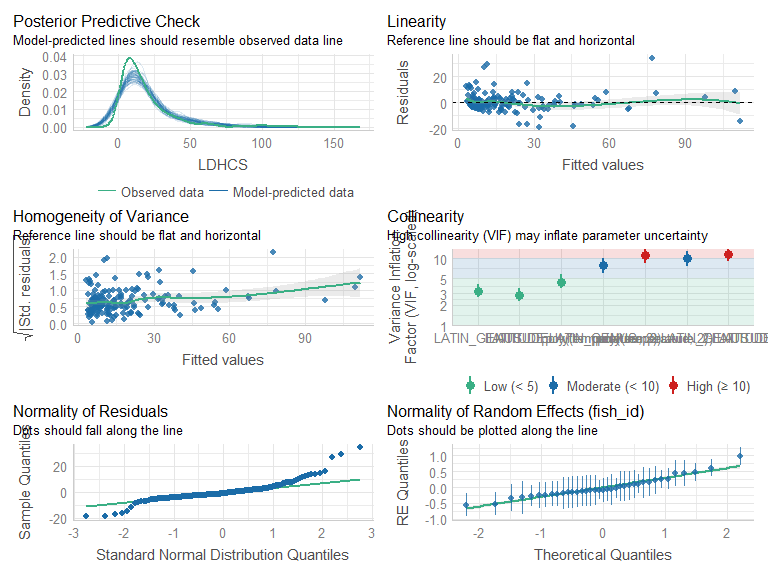 Posterior Predictive Check
Model-predicted lines should resemble observed data line
Density
0.04
0.03
0.02
0.01
0.00
0
50
100
150
LDHCS
Observed data
Model-predicted data
Linearity
Reference line should be flat and horizontal
Residuals
20
0
-20
0
30
60
90
Fitted values
Homogeneity of Variance
Reference line should be flat and horizontal
√|Std. residuals|
2.0
1.5
1.0
0.5
0.0
0
30
60
90
Fitted values
Collinearity
High collinearity (VIF) may inflate parameter uncertainty
Variance Inflation
Factor (VIF, log-scaled)
10
5
3
2
1
Low (< 5)
Moderate (< 10)
High (≥ 10)
Normality of Residuals
Dots should fall along the line
Sample Quantiles
20
0
-20
-3
-2
-1
0
1
2
3
Standard Normal Distribution Quantiles
Normality of Random Effects (fish_id)
Dots should be plotted along the line
RE Quantiles
1.0
0.5
0.0
-0.5
-1.0
-2
-1
0
1
2
Theoretical Quantiles